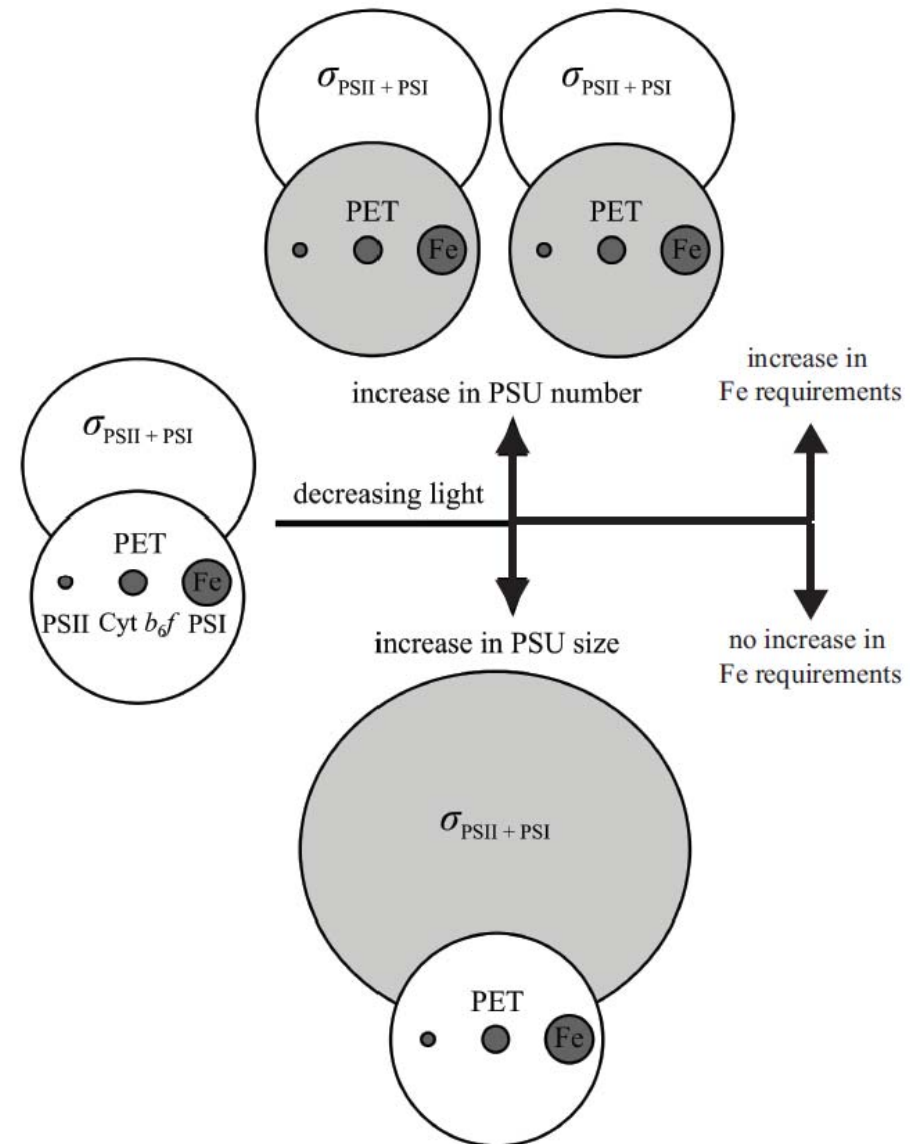 σPSII + PSI
σPSII + PSI
PET
Fe
PET
Fe
increase in PSU number
increase in
Fe requirements
σPSII + PSI
decreasing light
PET
Fe
PSII Cyt b6f PSI
increase in PSU size
no increase in
Fe requirements
σPSII + PSI
PET
Fe